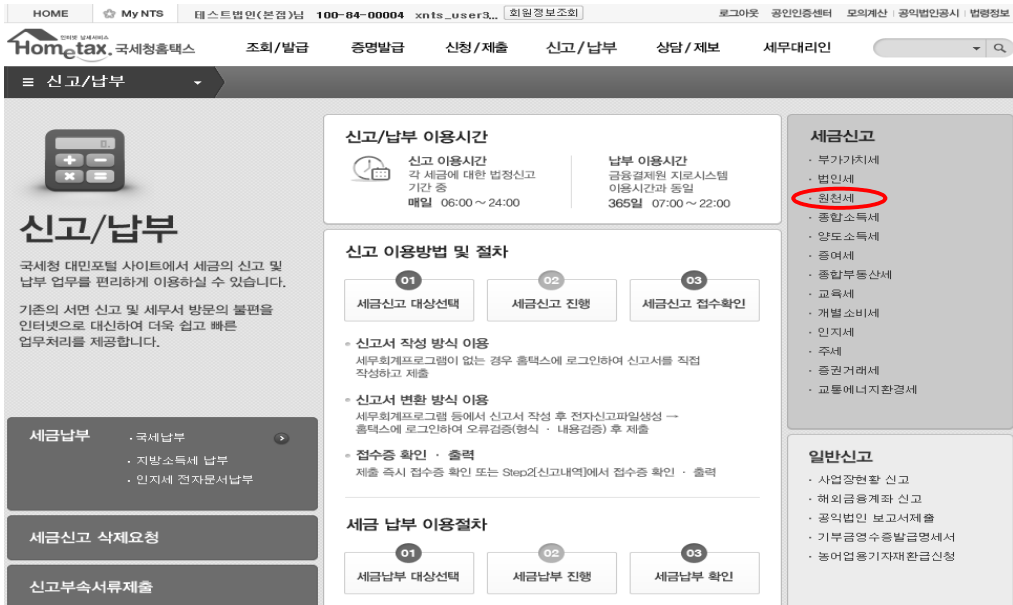 HOME
My NTS
테스트법인(본점)님 100-84-00004 xnts_user3... 회원정보조회
로그아웃 공인인증센터 모의계산 공익법인공시 법령정보
인터넷 납세서비스
Hometax. 국세청홈택스
조회/발급 증명발급 신청/제출 신고/납부 상담/제보 세무대리인
신고/납부
신고/납부
국세청 대민포털 사이트에서 세금의 신고 및
납부 업무를 편리하게 이용하실 수 있습니다.
기존의 서면 신고 및 세무서 방문의 불편을
인터넷으로 대신하여 더욱 쉽고 빠른
업무처리를 제공합니다.
세금납부
· 국세납부
· 지방소득세 납부
· 인지세 전자문서납부
세금신고 삭제요청
신고부속서류제출
신고/납부 이용시간
신고 이용시간
각 세금에 대한 법정신고
기간 중
매일 06:00 ~ 24:00
납부 이용시간
금융결제원 지로시스템
이용시간과 동일
365일 07:00 ~ 22:00
신고 이용방법 및 절차
01
세금신고 대상선택
02
세금신고 진행
03
세금신고 접수확인
신고서 작성 방식 이용
세무회계프로그램이 없는 경우 홈택스에 로그인하여 신고서를 직접
작성하고 제출
신고서 변환 방식 이용
세무회계프로그램 등에서 신고서 작성 후 전자신고파일생성 →
홈택스에 로그인하여 오류검증(형식 · 내용검증) 후 제출
접수증 확인 · 출력
제출 즉시 접수증 확인 또는 Step2[신고내역]에서 접수증 확인 · 출력
세금 납부 이용절차
01
세금납부 대상선택
02
세금납부 진행
03
세금납부 확인
세금신고
· 부가가치세
· 법인세
· 원천세
· 종합소득세
· 양도소득세
· 증여세
· 종합부동산세
· 교육세
· 개별소비세
· 인지세
· 주세
· 증권거래세
· 교통에너지환경세
일반신고
· 사업장현황 신고
· 해외금융계좌 신고
· 공익법인 보고서제출
· 기부금영수증발급명세서
· 농어업용기자재환급신청